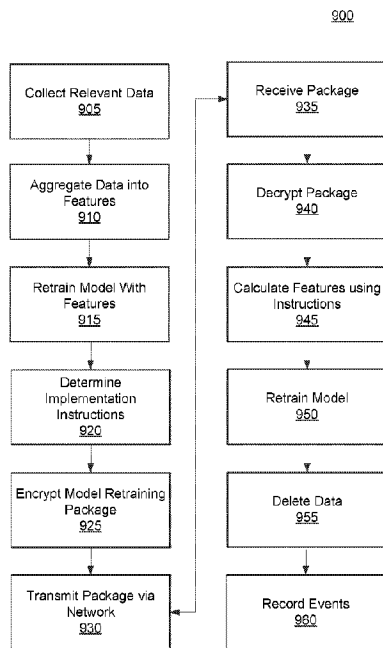 900
Collect Relevant Data
905
Aggregate Data into
Features
910
Retrain Model With
Features
915
Determine
Implementation
Instructions
920
Encrypt Model Retraining
Package
925
Transmit Package via
Network
930
Receive Package
935
Decrypt Package
940
Calculate Features using
Instructions
945
Retrain Model
950
Delete Data
955
Record Events
960